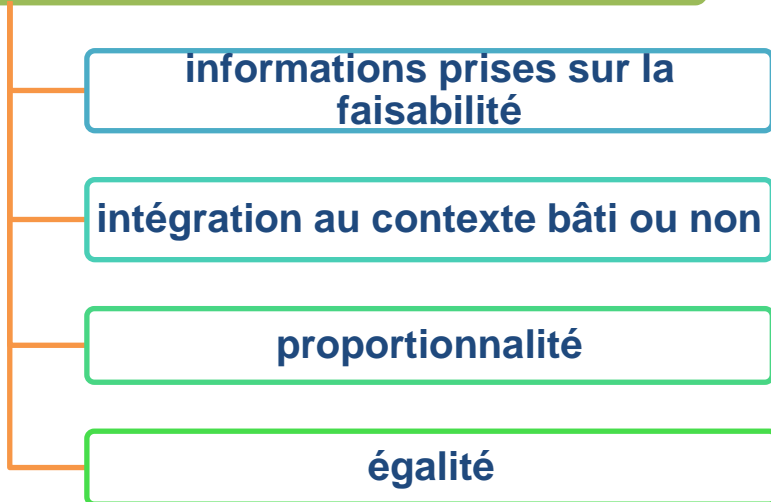 informations prises sur la
faisabilité
intégration au contexte bâti ou non
proportionnalité
égalité